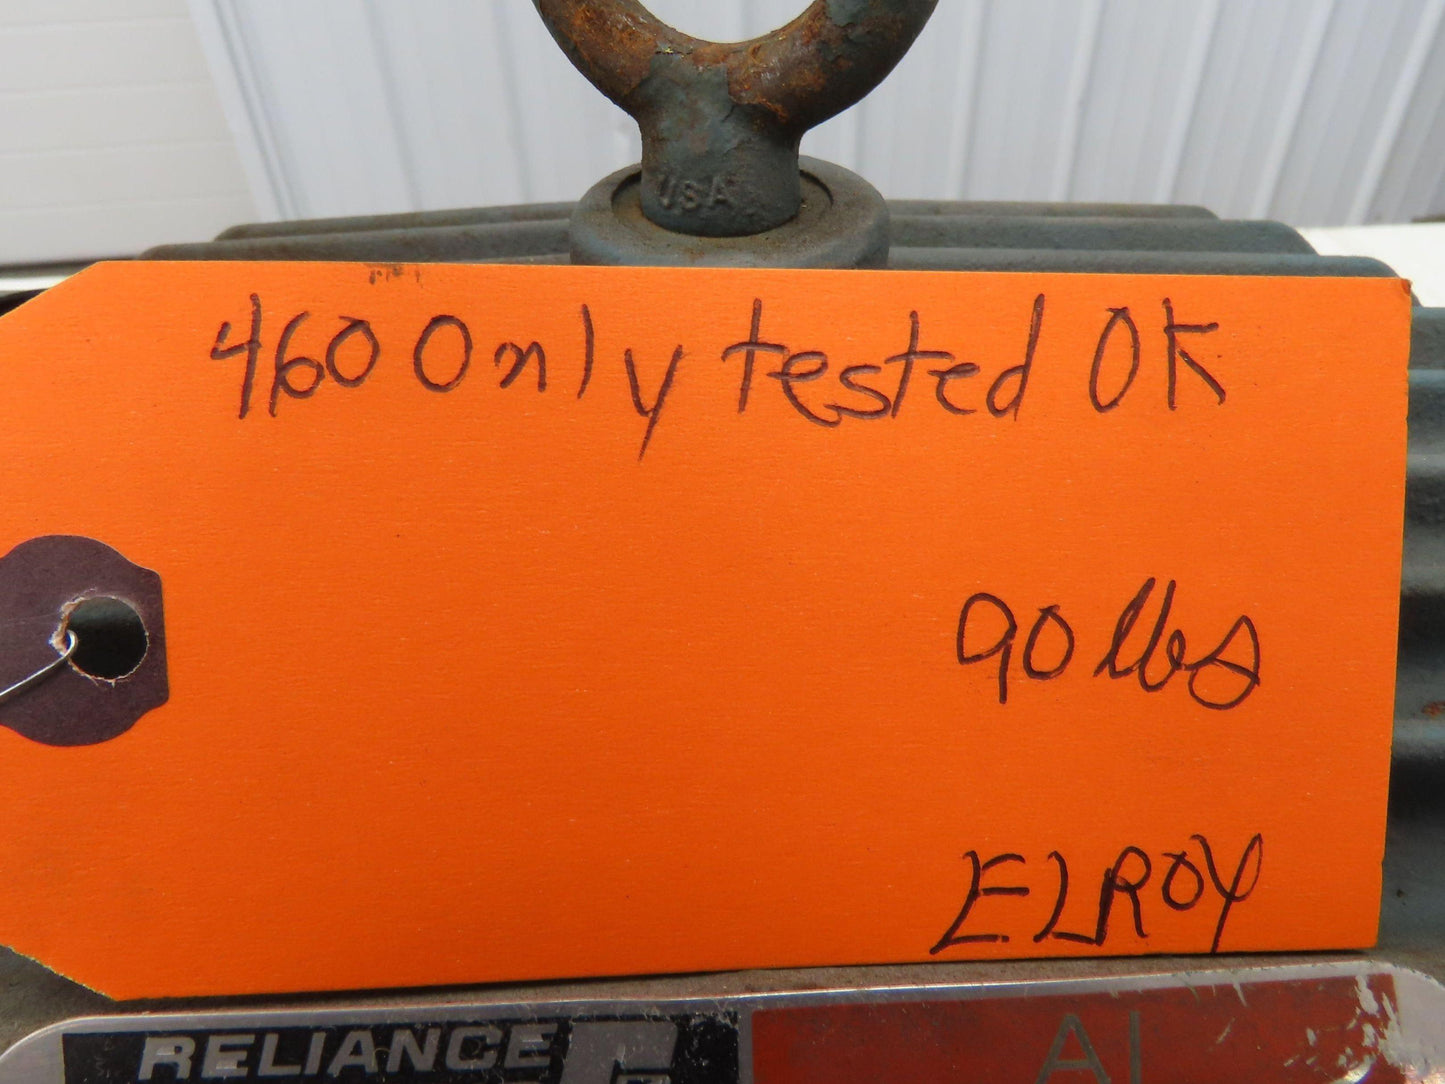 USA
460 Only tested OK
90 lbs
ELROY
RELIANCE